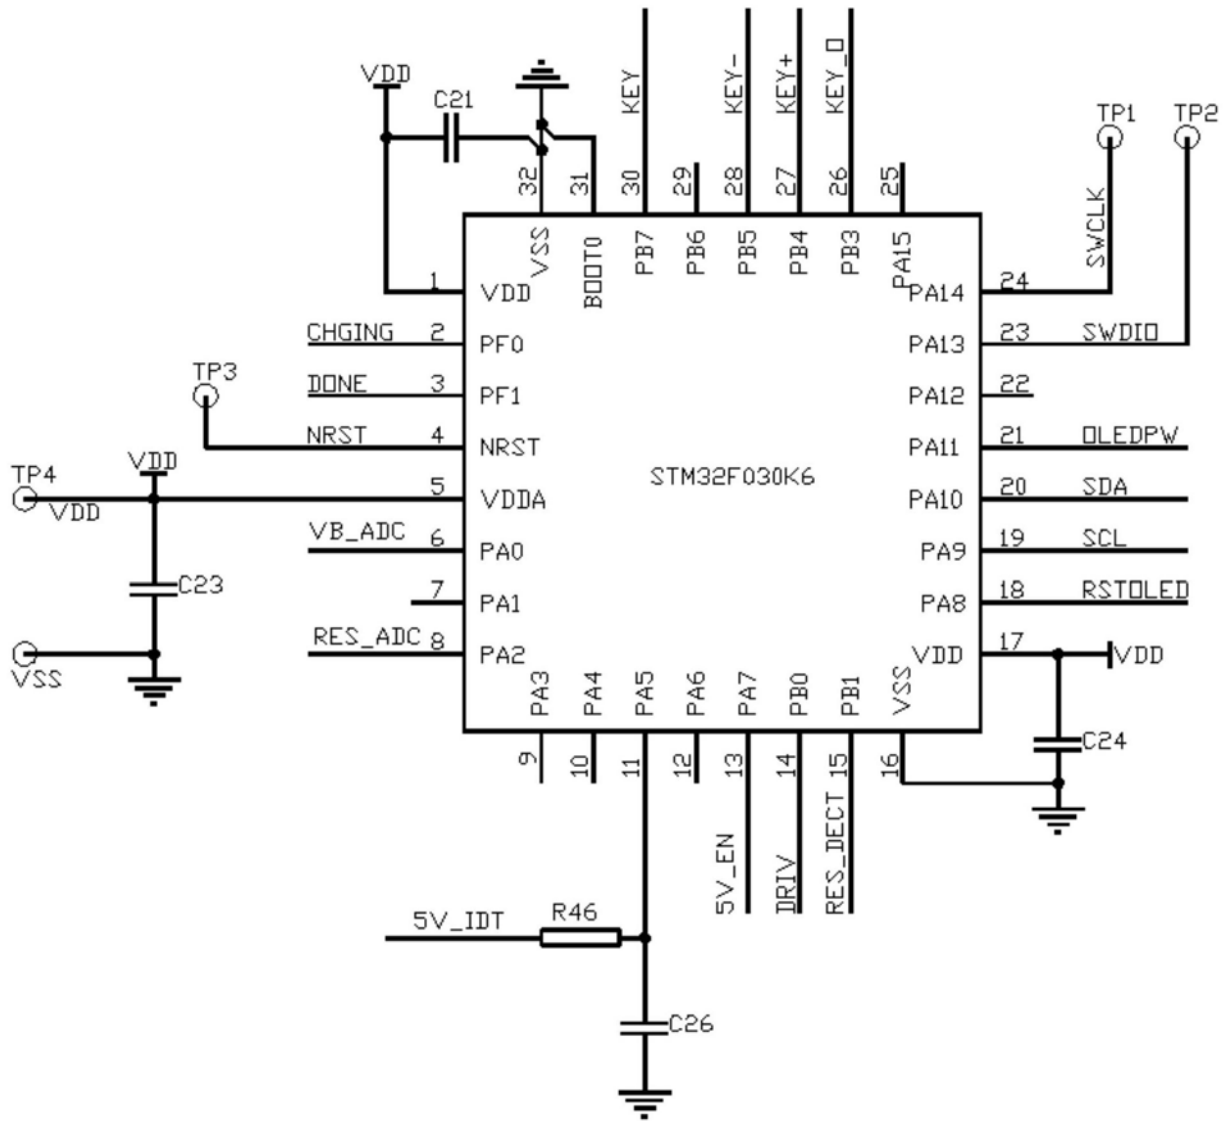 VDD
C21
KEY
KEY-
KEY+
KEY_O
TP1
TP2
32
31
30
29
28
27
26
25
VSS
BOOT0
PB7
PB6
PB5
PB4
PB3
PA15
SWCLK
1
VDD
PA14
24
CHGING
2
PF0
PA13
23
SWDIO
TP3
DONE
3
PF1
PA12
22
NRST
4
NRST
PA11
21
OLEDPW
TP4
VDD
VDD
5
VDDA
STM32F030K6
PA10
20
SDA
VB_ADC
6
PA0
PA9
19
SCL
C23
7
PA1
PA8
18
RSTOLED
RES_ADC
8
PA2
VDD
17
VDD
VSS
PA3
PA4
PA5
PA6
PA7
PB0
PB1
VSS
9
10
11
12
13
14
15
16
C24
5V_EN
DRIV
RES_DECT
5V_IDT
R46
C26